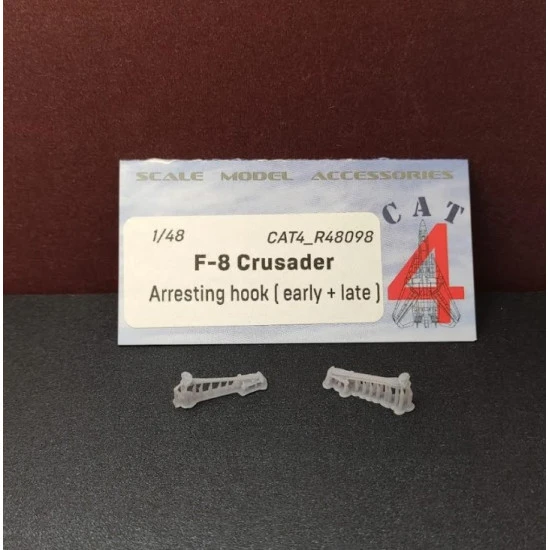 SCALE MODEL ACCESSORIES
CAT
4
1/48 CAT4_R48098
F-8 Crusader
Arresting hook ( early + late )